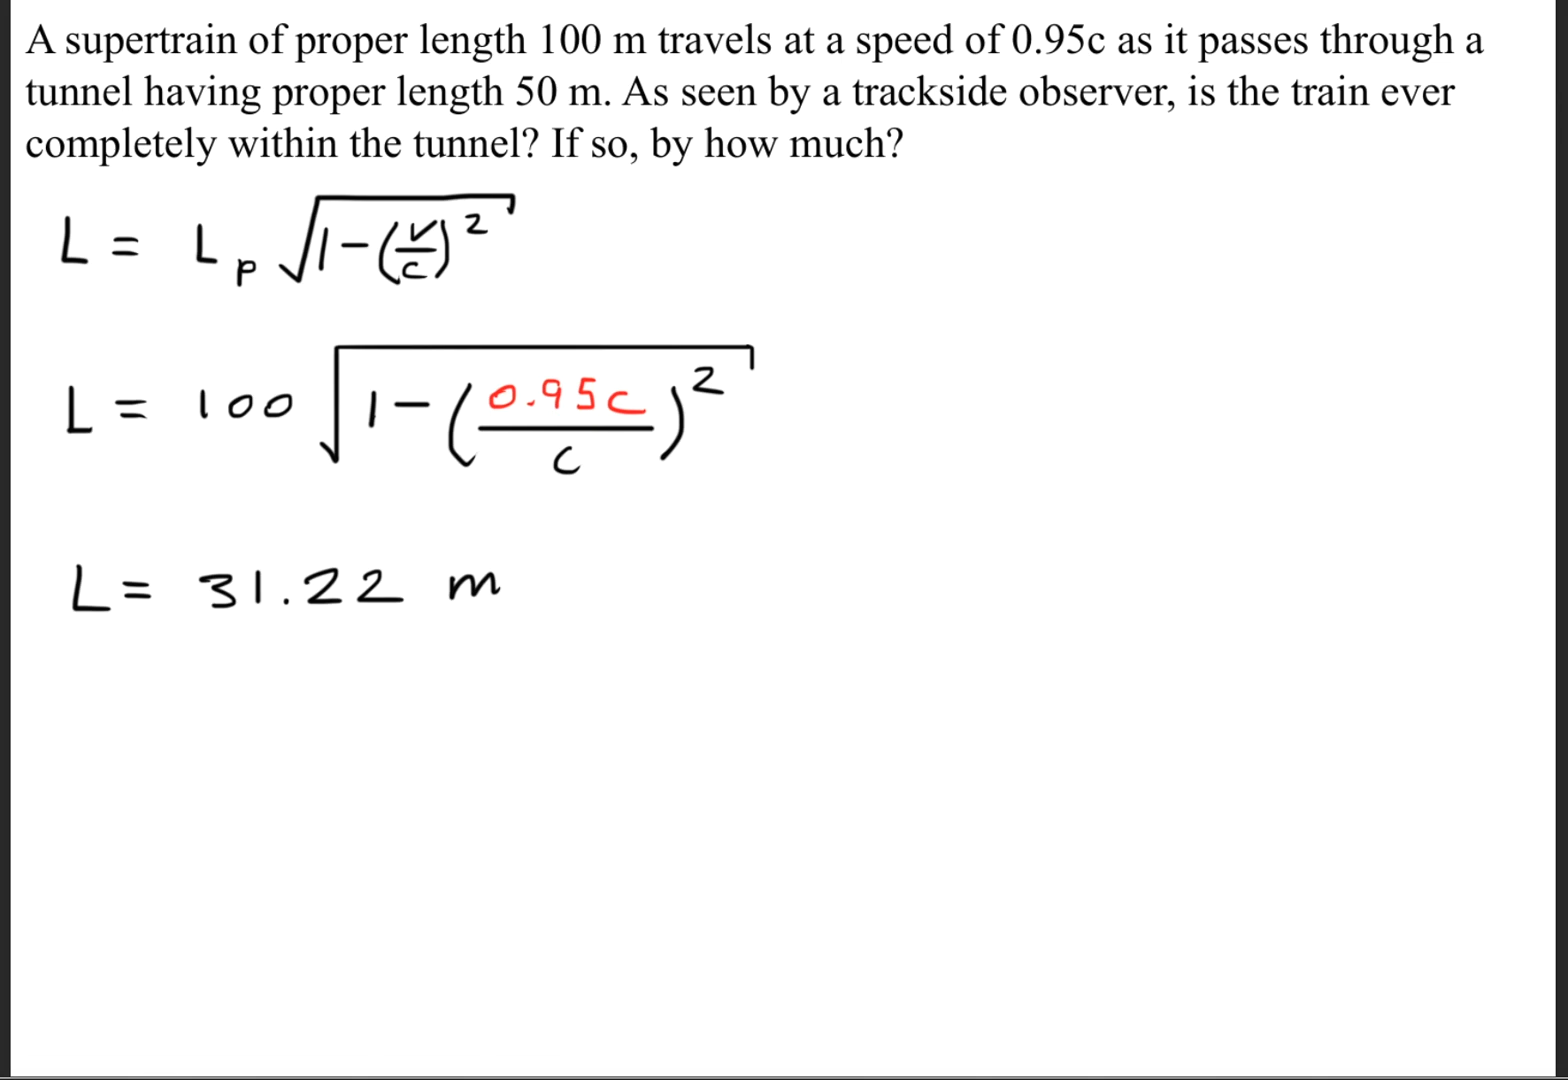 A supertrain of proper length 100 m travels at a speed of 0.95c as it passes through a
tunnel having proper length 50 m. As seen by a trackside observer, is the train ever
completely within the tunnel? If so, by how much?
L = Lp √(1-(v/c)²)
L = 100 √(1-(0.95c/c)²)
L = 31.22 m